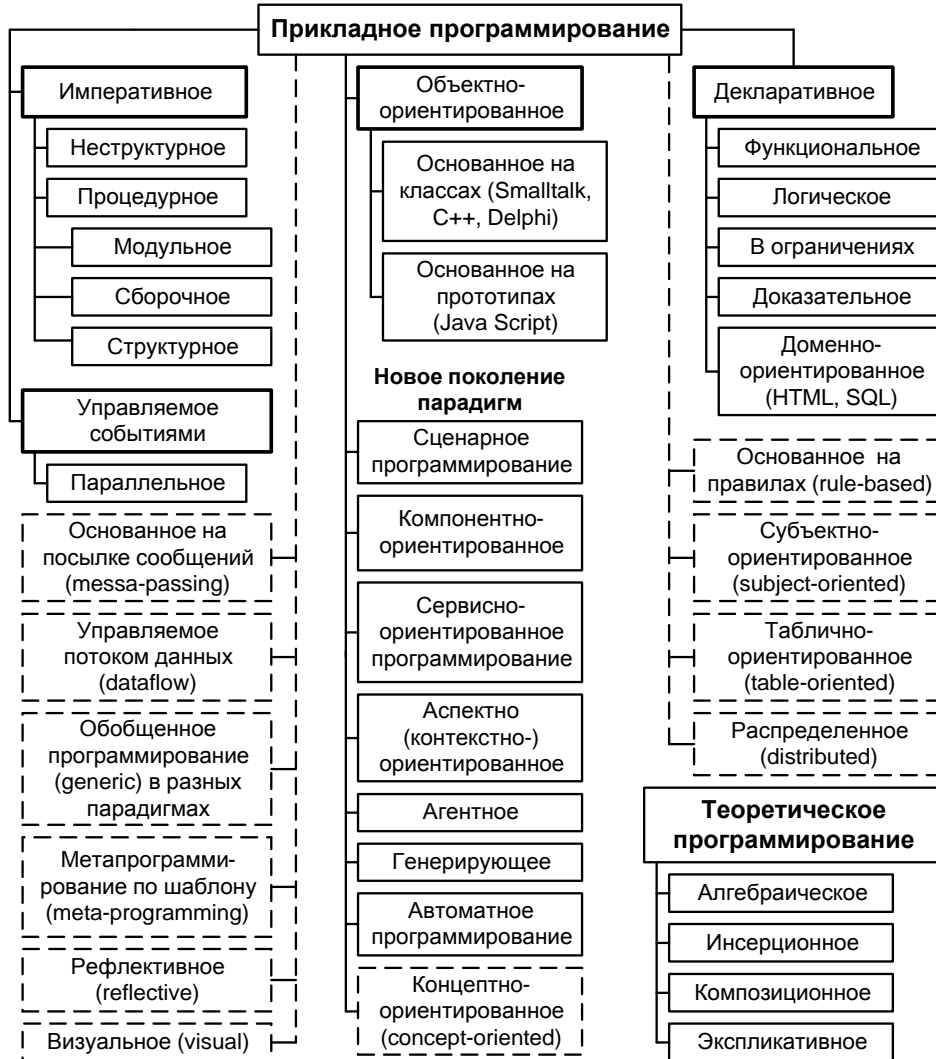 Прикладное программирование
Императивное
Неструктурное
Процедурное
Модульное
Сборочное
Структурное
Управляемое
событиями
Параллельное
Основанное на
посылке сообщений
(messa-passing)
Управляемое
потоком данных
(dataflow)
Обобщенное
программирование
(generic) в разных
парадигмах
Метапрограмми-
рование по шаблону
(meta-programming)
Рефлективное
(reflective)
Визуальное (visual)
Объектно-
ориентированное
Основанное на
классах (Smalltalk,
C++, Delphi)
Основанное на
прототипах
(Java Script)
Новое поколение
парадигм
Сценарное
программирование
Компонентно-
ориентированное
Сервисно-
ориентированное
программирование
Аспектно
(контекстно-)
ориентированное
Агентное
Генерирующее
Автоматное
программирование
Концептно-
ориентированное
(concept-oriented)
Декларативное
Функциональное
Логическое
В ограничениях
Доказательное
Доменно-
ориентированное
(HTML, SQL)
Основанное на
правилах (rule-based)
Субъектно-
ориентированное
(subject-oriented)
Таблично-
ориентированное
(table-oriented)
Распределенное
(distributed)
Теоретическое
программирование
Алгебраическое
Инсерционное
Композиционное
Экспликативное